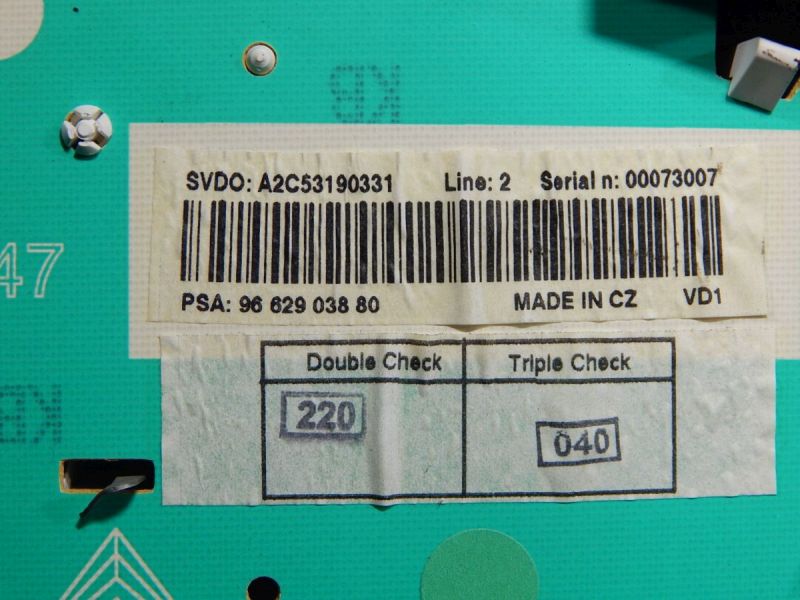 KB
SVDO: A2C53190331 Line: 2 Serial n: 00073007
47
PSA: 96 629 038 80 MADE IN CZ VD1
Double Check Triple Check
220
040
KB